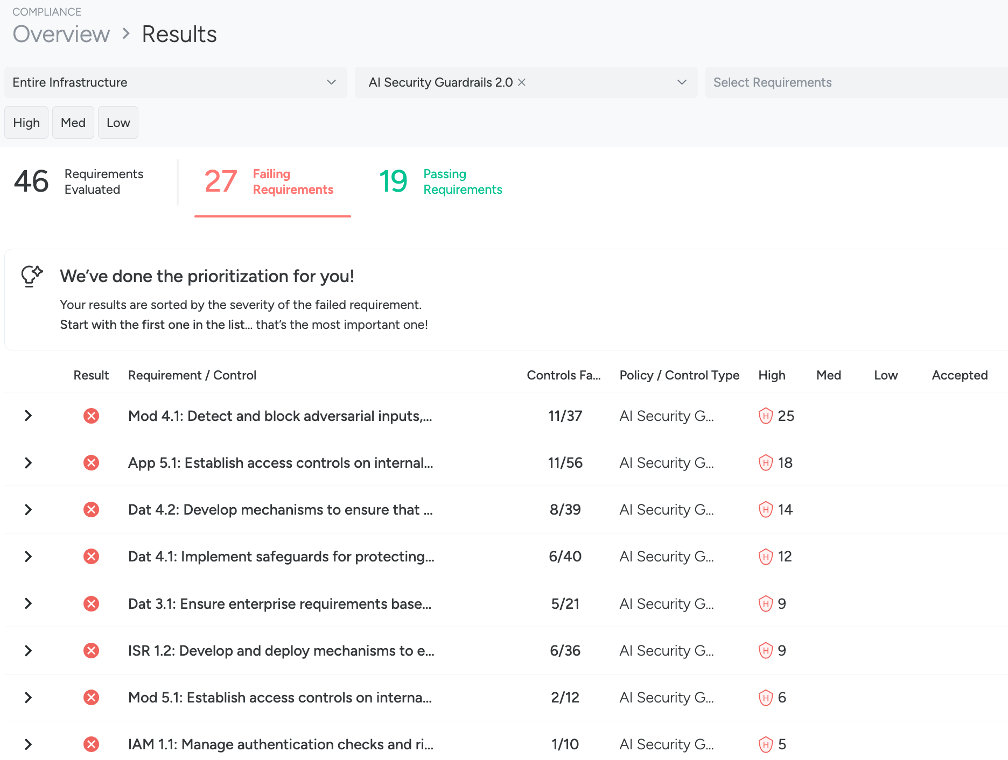 COMPLIANCE
Overview > Results
Entire Infrastructure
AI Security Guardrails 2.0 ×
Select Requirements
High Med Low
46 Requirements Evaluated
27 Failing Requirements
19 Passing Requirements
We've done the prioritization for you!
Your results are sorted by the severity of the failed requirement.
Start with the first one in the list... that's the most important one!
Result Requirement / Control Controls Fa... Policy / Control Type High Med Low Accepted
Mod 4.1: Detect and block adversarial inputs,... 11/37 AI Security G... H 25
App 5.1: Establish access controls on internal... 11/56 AI Security G... H 18
Dat 4.2: Develop mechanisms to ensure that ... 8/39 AI Security G... H 14
Dat 4.1: Implement safeguards for protecting... 6/40 AI Security G... H 12
Dat 3.1: Ensure enterprise requirements base... 5/21 AI Security G... H 9
ISR 1.2: Develop and deploy mechanisms to e... 6/36 AI Security G... H 9
Mod 5.1: Establish access controls on interna... 2/12 AI Security G... H 6
IAM 1.1: Manage authentication checks and ri... 1/10 AI Security G... H 5